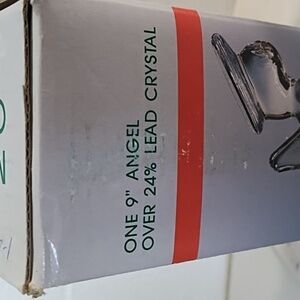 ONE 9" ANGEL
OVER 24% LEAD CRYSTAL